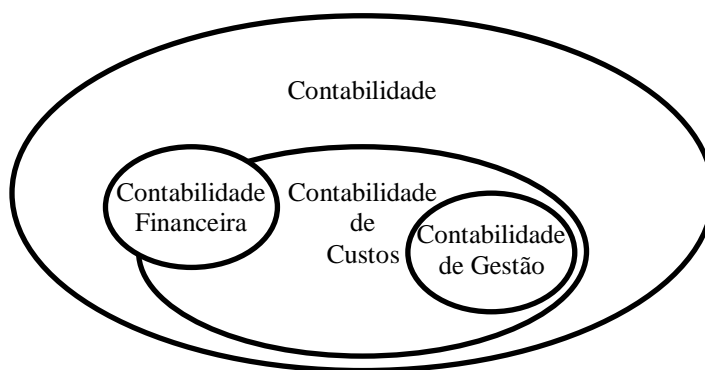 Contabilidade
Contabilidade
Financeira
Contabilidade
de
Custos
Contabilidade
de Gestão